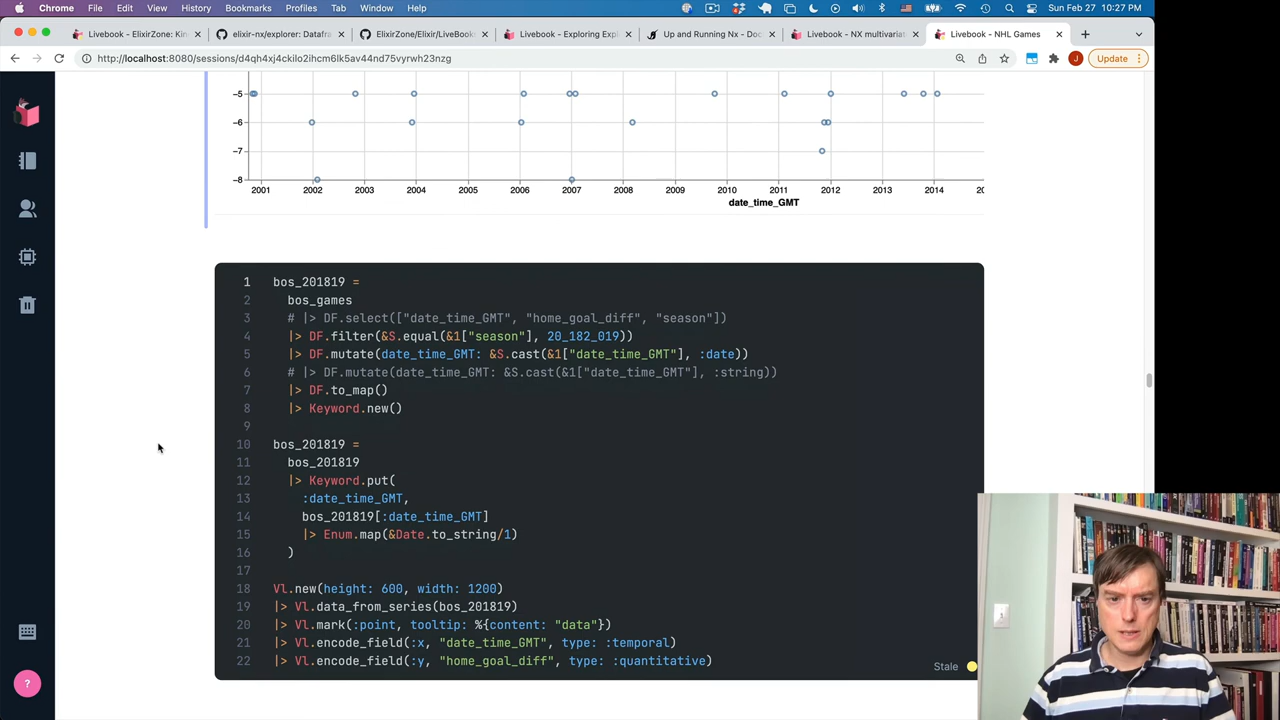 Chrome File Edit View History Bookmarks Profiles Tab Window Help Sun Feb 27 10:27 PM
Livebook - ElixirZone: Kin
elixir-nx/explorer: Datafra
ElixirZone/Elixir/LiveBook
Livebook - Exploring Expl
Up and Running Nx - Doc
Livebook - NX multivariat
Livebook - NHL Games
http://localhost:8080/sessions/d4qh4xj4ckilo2ihcm6lk5av44nd75vyrwh23izg
Update
-5
-6
-7
-8
2001 2002 2003 2004 2005 2006 2007 2008 2009 2010 2011 2012 2013 2014 20
date_time_GMT
1 bos_201819 =
2 bos_games
3 # |> DF.select(["date_time_GMT", "home_goal_diff", "season"])
4 |> DF.filter(&S.equal(&1["season"], 20_182_019))
5 |> DF.mutate(date_time_GMT: &S.cast(&1["date_time_GMT"], :date))
6 # |> DF.mutate(date_time_GMT: &S.cast(&1["date_time_GMT"], :string))
7 |> DF.to_map()
8 |> Keyword.new()
9
10 bos_201819 =
11 bos_201819
12 |> Keyword.put(
13 :date_time_GMT,
14 bos_201819[:date_time_GMT]
15 |> Enum.map(&Date.to_string/1)
16 )
17
18 Vl.new(height: 600, width: 1200)
19 |> Vl.data_from_series(bos_201819)
20 |> Vl.mark(:point, tooltip: %{content: "data"})
21 |> Vl.encode_field(:x, "date_time_GMT", type: :temporal)
22 |> Vl.encode_field(:y, "home_goal_diff", type: :quantitative)
Stale
?